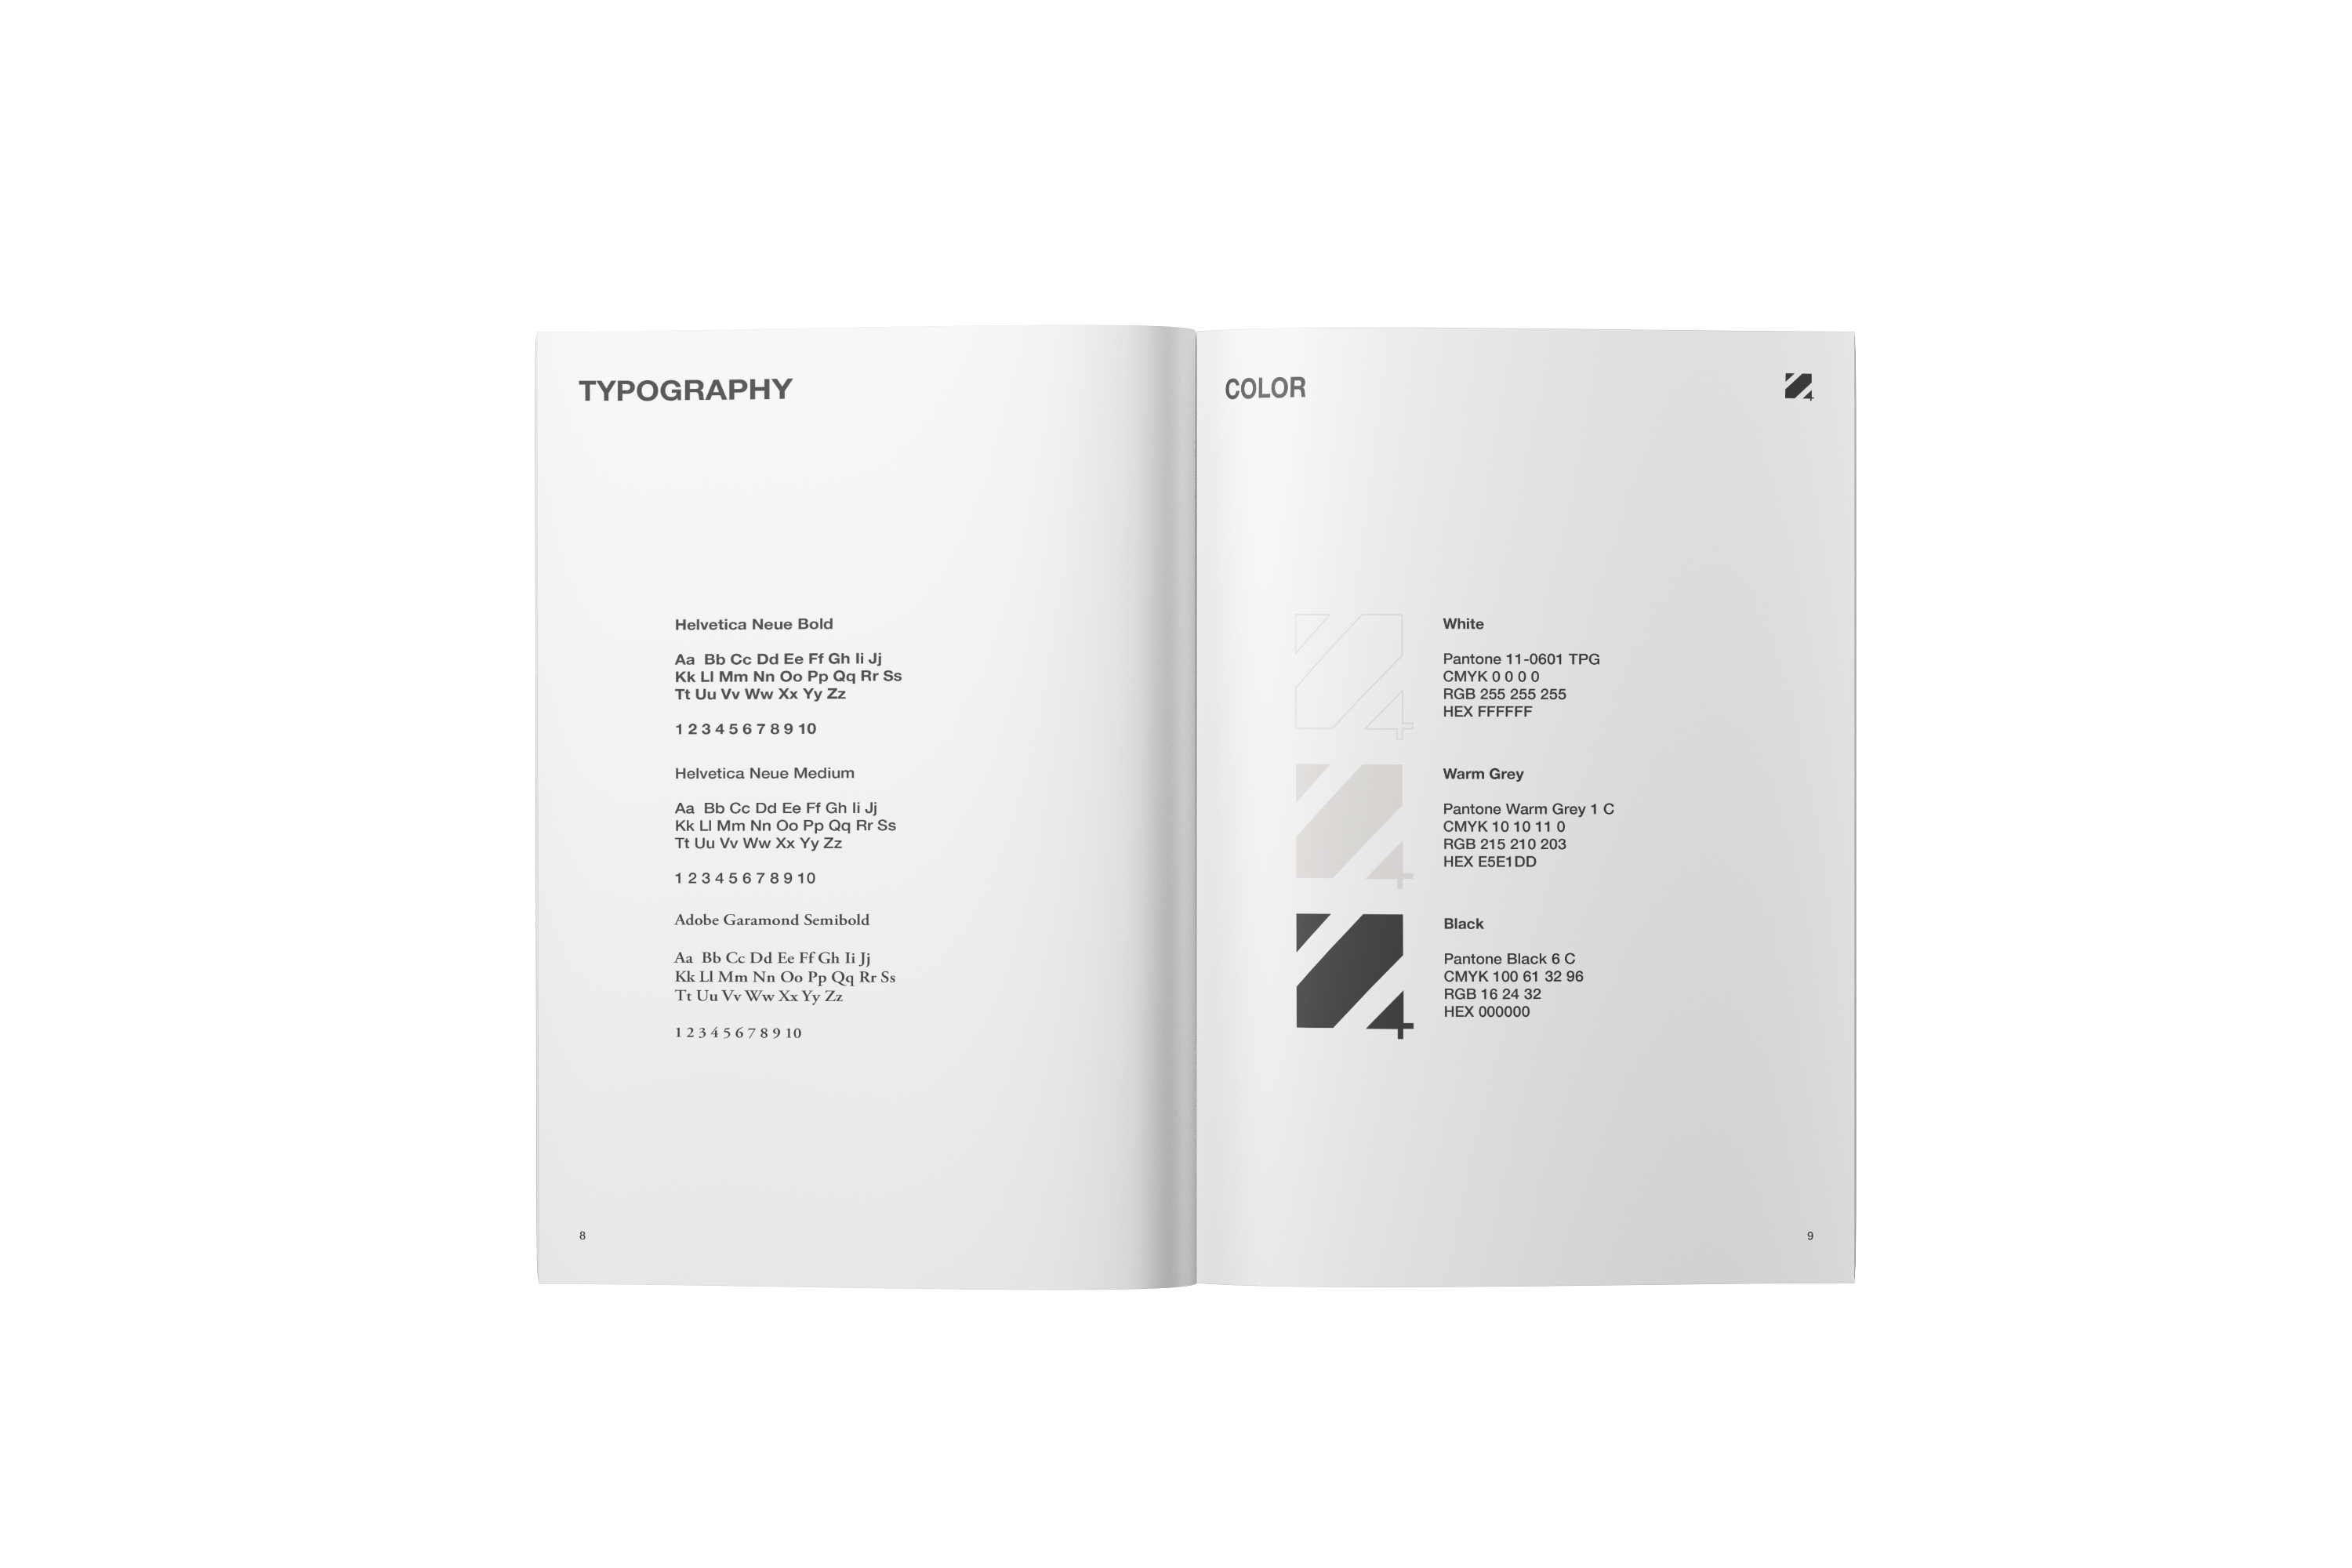 TYPOGRAPHY
Helvetica Neue Bold
Aa Bb Cc Dd Ee Ff Gh Ii Jj
Kk Ll Mm Nn Oo Pp Qq Rr Ss
Tt Uu Vv Ww Xx Yy Zz
1 2 3 4 5 6 7 8 9 10
Helvetica Neue Medium
Aa Bb Cc Dd Ee Ff Gh Ii Jj
Kk Ll Mm Nn Oo Pp Qq Rr Ss
Tt Uu Vv Ww Xx Yy Zz
1 2 3 4 5 6 7 8 9 10
Adobe Garamond Semibold
Aa Bb Cc Dd Ee Ff Gh Ii Jj
Kk Ll Mm Nn Oo Pp Qq Rr Ss
Tt Uu Vv Ww Xx Yy Zz
1 2 3 4 5 6 7 8 9 10
8
COLOR
White
Pantone 11-0601 TPG
CMYK 0 0 0 0
RGB 255 255 255
HEX FFFFFF
Warm Grey
Pantone Warm Grey 1 C
CMYK 10 10 11 0
RGB 215 210 203
HEX E5E1DD
Black
Pantone Black 6 C
CMYK 100 61 32 96
RGB 16 24 32
HEX 000000
9